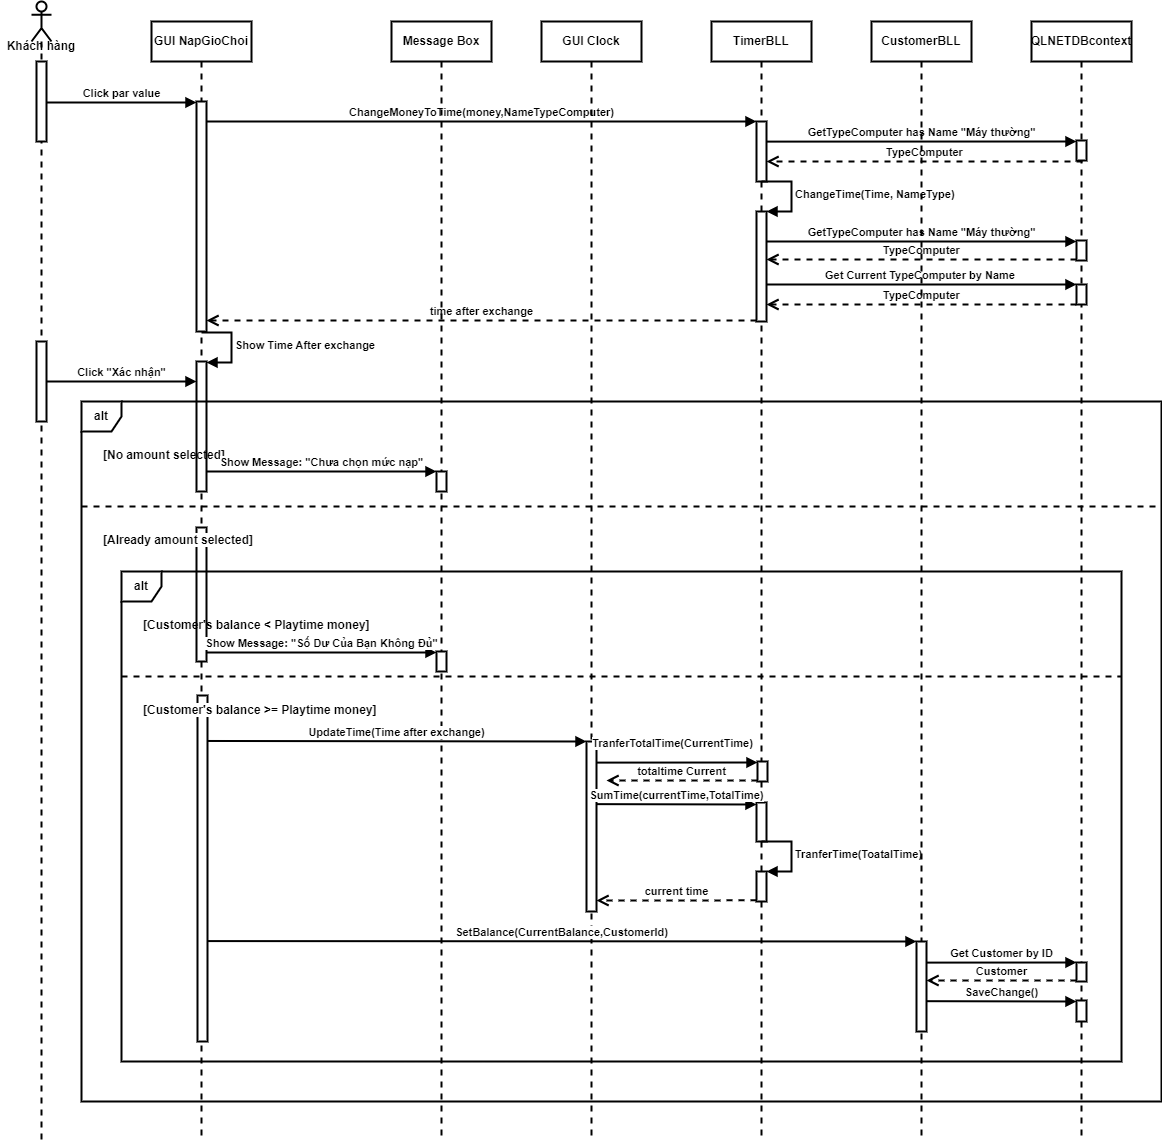 Khách hàng
GUI NapGioChoi
Message Box
GUI Clock
TimerBLL
CustomerBLL
QLNETDBcontext
Click par value
ChangeMoneyToTime(money,NameTypeComputer)
GetTypeComputer has Name "Máy thường"
TypeComputer
ChangeTime(Time, NameType)
GetTypeComputer has Name "Máy thường"
TypeComputer
Get Current TypeComputer by Name
TypeComputer
time after exchange
Show Time After exchange
Click "Xác nhận"
alt
[No amount selected]
Show Message: "Chưa chọn mức nạp"
[Already amount selected]
alt
[Customer's balance < Playtime money]
Show Message: "Số Dư Của Bạn Không Đủ"
[Customer's balance >= Playtime money]
UpdateTime(Time after exchange)
TranferTotalTime(CurrentTime)
totaltime Current
SumTime(currentTime,TotalTime)
TranferTime(ToatalTime)
current time
SetBalance(CurrentBalance,CustomerId)
Get Customer by ID
Customer
SaveChange()